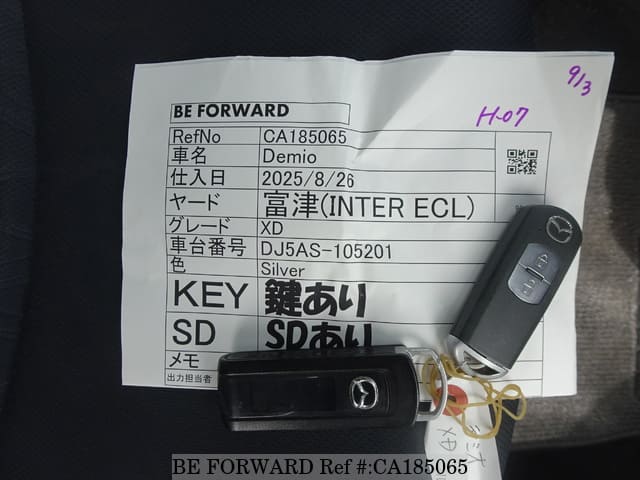 9/3
BE FORWARD
H-07
RefNo CA185065
車名 Demio
仕入日 2025/8/26
ヤード 富津(INTER ECL)
グレード XD
車台番号 DJ5AS-105201
色 Silver
KEY 鍵あり
SD SDあり
メモ
出力担当者
XD
BE FORWARD Ref #:CA185065